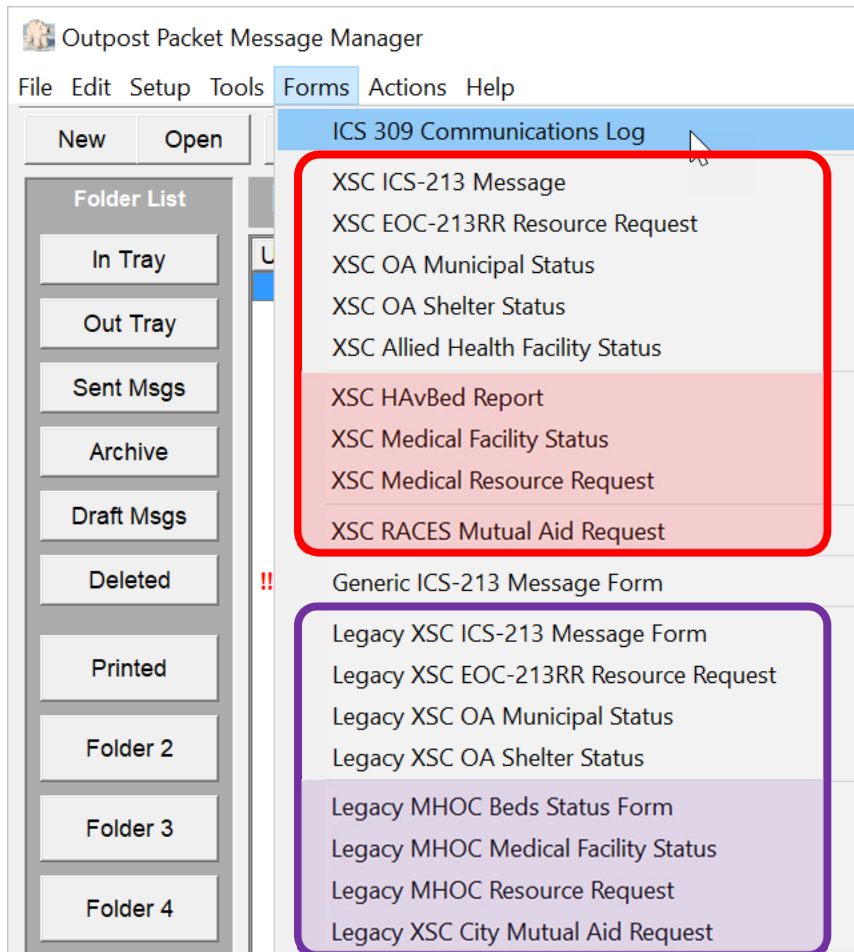 Outpost Packet Message Manager
File Edit Setup Tools Forms Actions Help
New Open
ICS 309 Communications Log
Folder List
In Tray
Out Tray
Sent Msgs
Archive
Draft Msgs
Deleted
Printed
Folder 2
Folder 3
Folder 4
U
!!
XSC ICS-213 Message
XSC EOC-213RR Resource Request
XSC OA Municipal Status
XSC OA Shelter Status
XSC Allied Health Facility Status
XSC HAvBed Report
XSC Medical Facility Status
XSC Medical Resource Request
XSC RACES Mutual Aid Request
Generic ICS-213 Message Form
Legacy XSC ICS-213 Message Form
Legacy XSC EOC-213RR Resource Request
Legacy XSC OA Municipal Status
Legacy XSC OA Shelter Status
Legacy MHOC Beds Status Form
Legacy MHOC Medical Facility Status
Legacy MHOC Resource Request
Legacy XSC City Mutual Aid Request